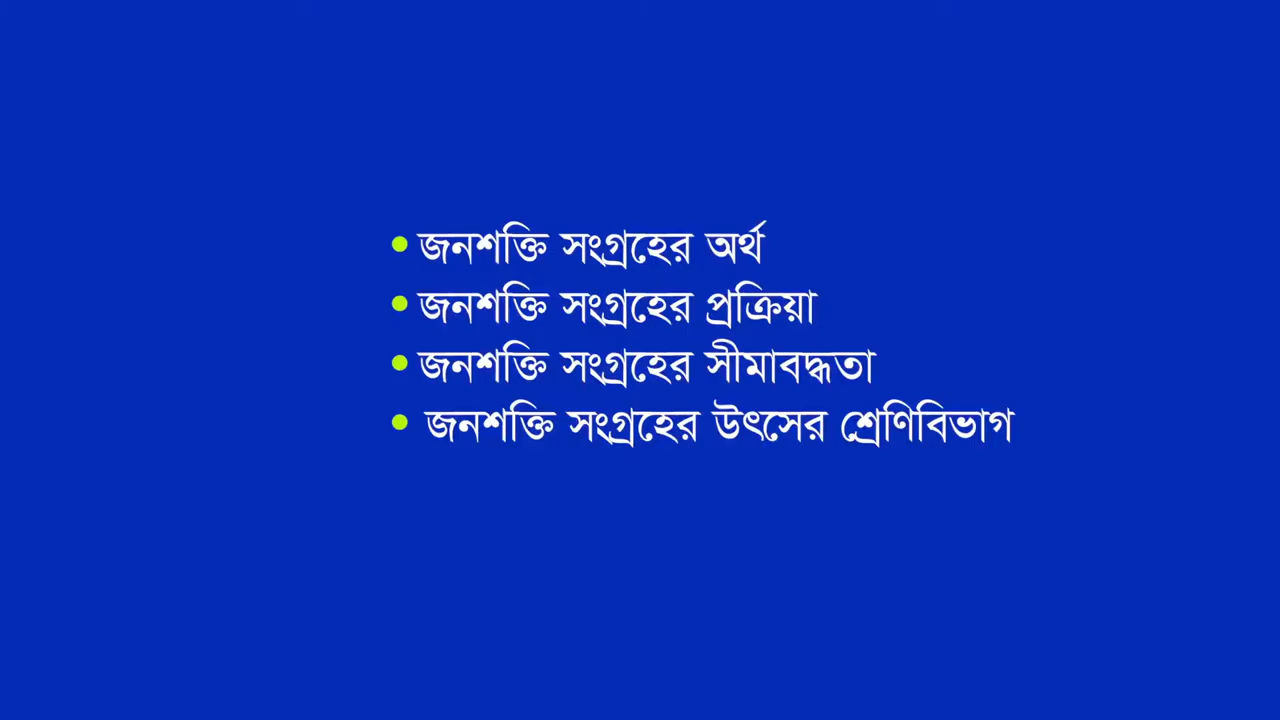 • জনশক্তি সংগ্রহের অর্থ
• জনশক্তি সংগ্রহের প্রক্রিয়া
• জনশক্তি সংগ্রহের সীমাবদ্ধতা
• জনশক্তি সংগ্রহের উৎসের শ্রেণিবিভাগ